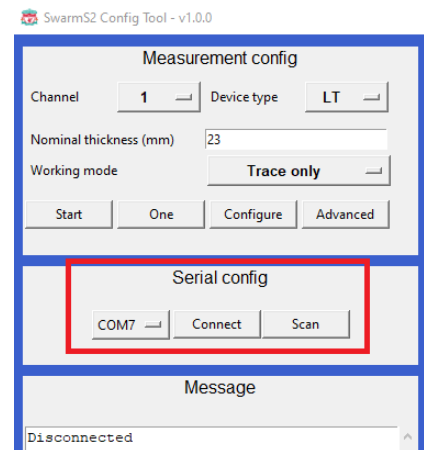 SwarmS2 Config Tool - v1.0.0
Measurement config
Channel 1 Device type LT
Nominal thickness (mm) 23
Working mode Trace only
Start One Configure Advanced
Serial config
COM7 Connect Scan
Message
Disconnected